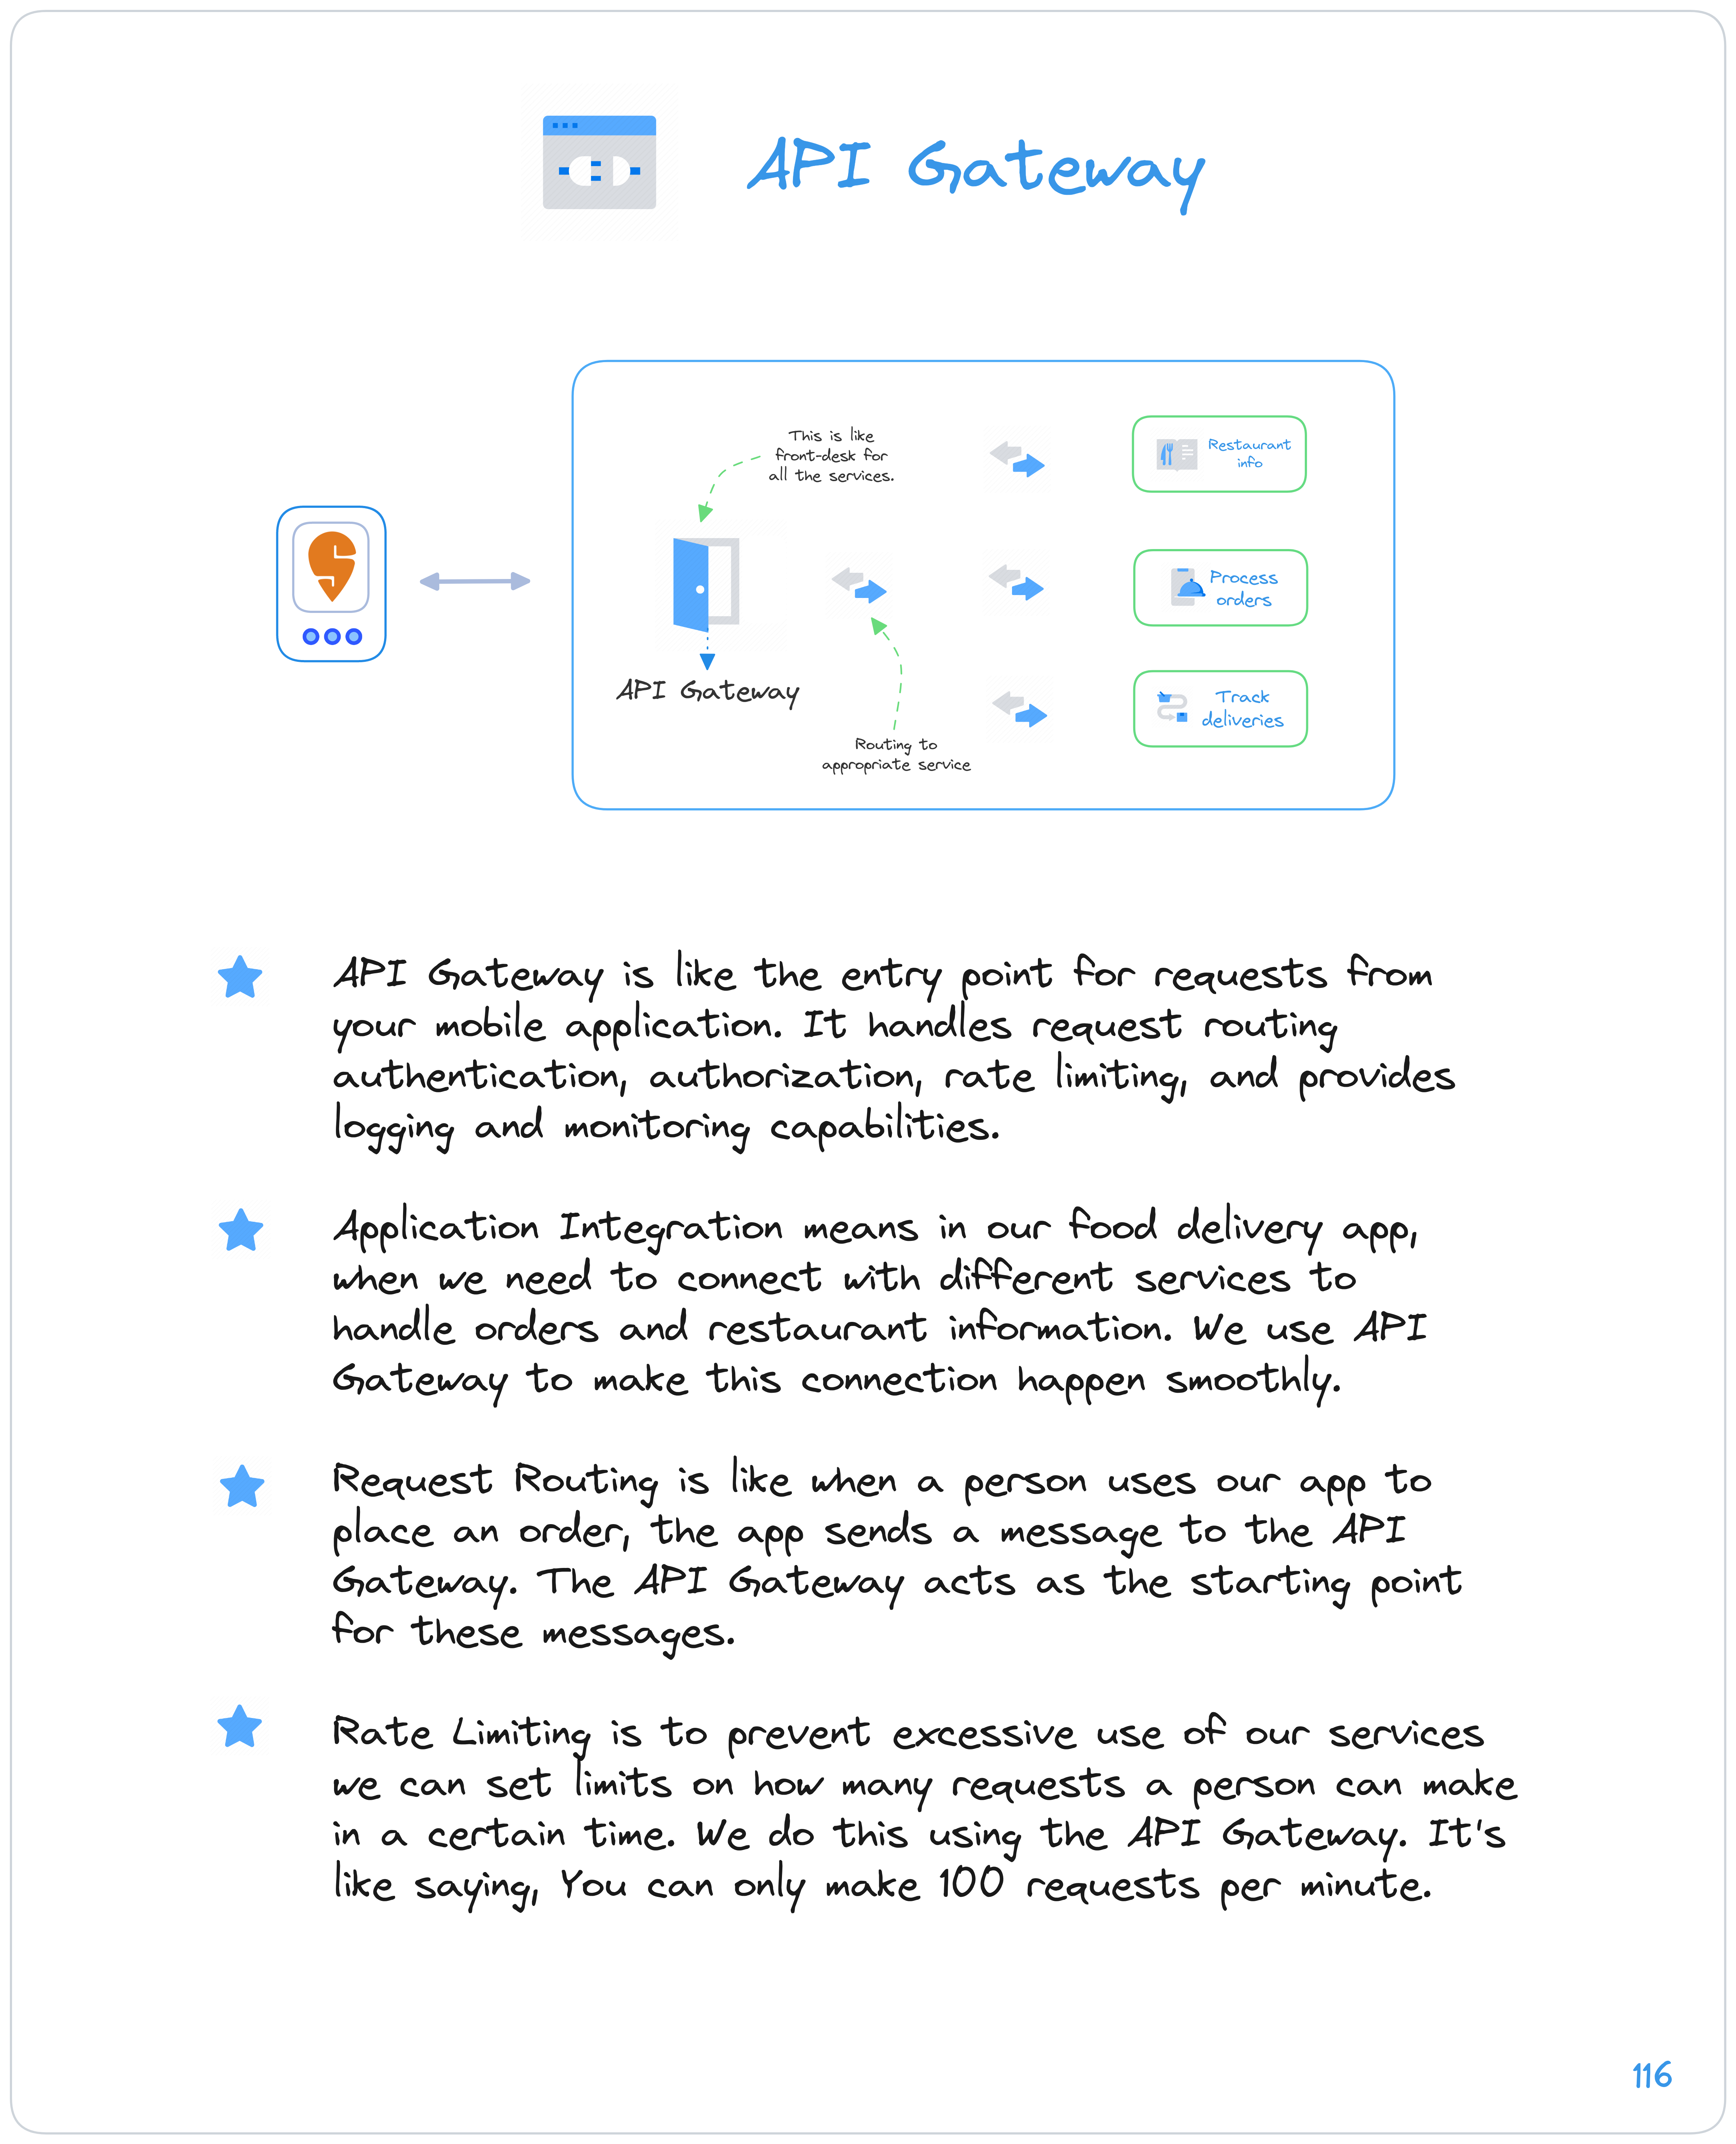 API Gateway
This is like
front-desk for
all the services.
Restaurant
info
Process
orders
API Gateway
Track
deliveries
Routing to
appropriate service
API Gateway is like the entry point for requests from
your mobile application. It handles request routing
authentication, authorization, rate limiting, and provides
logging and monitoring capabilities.
Application Integration means in our food delivery app,
when we need to connect with different services to
handle orders and restaurant information. We use API
Gateway to make this connection happen smoothly.
Request Routing is like when a person uses our app to
place an order, the app sends a message to the API
Gateway. The API Gateway acts as the starting point
for these messages.
Rate Limiting is to prevent excessive use of our services
we can set limits on how many requests a person can make
in a certain time. We do this using the API Gateway. It's
like saying, You can only make 100 requests per minute.
116